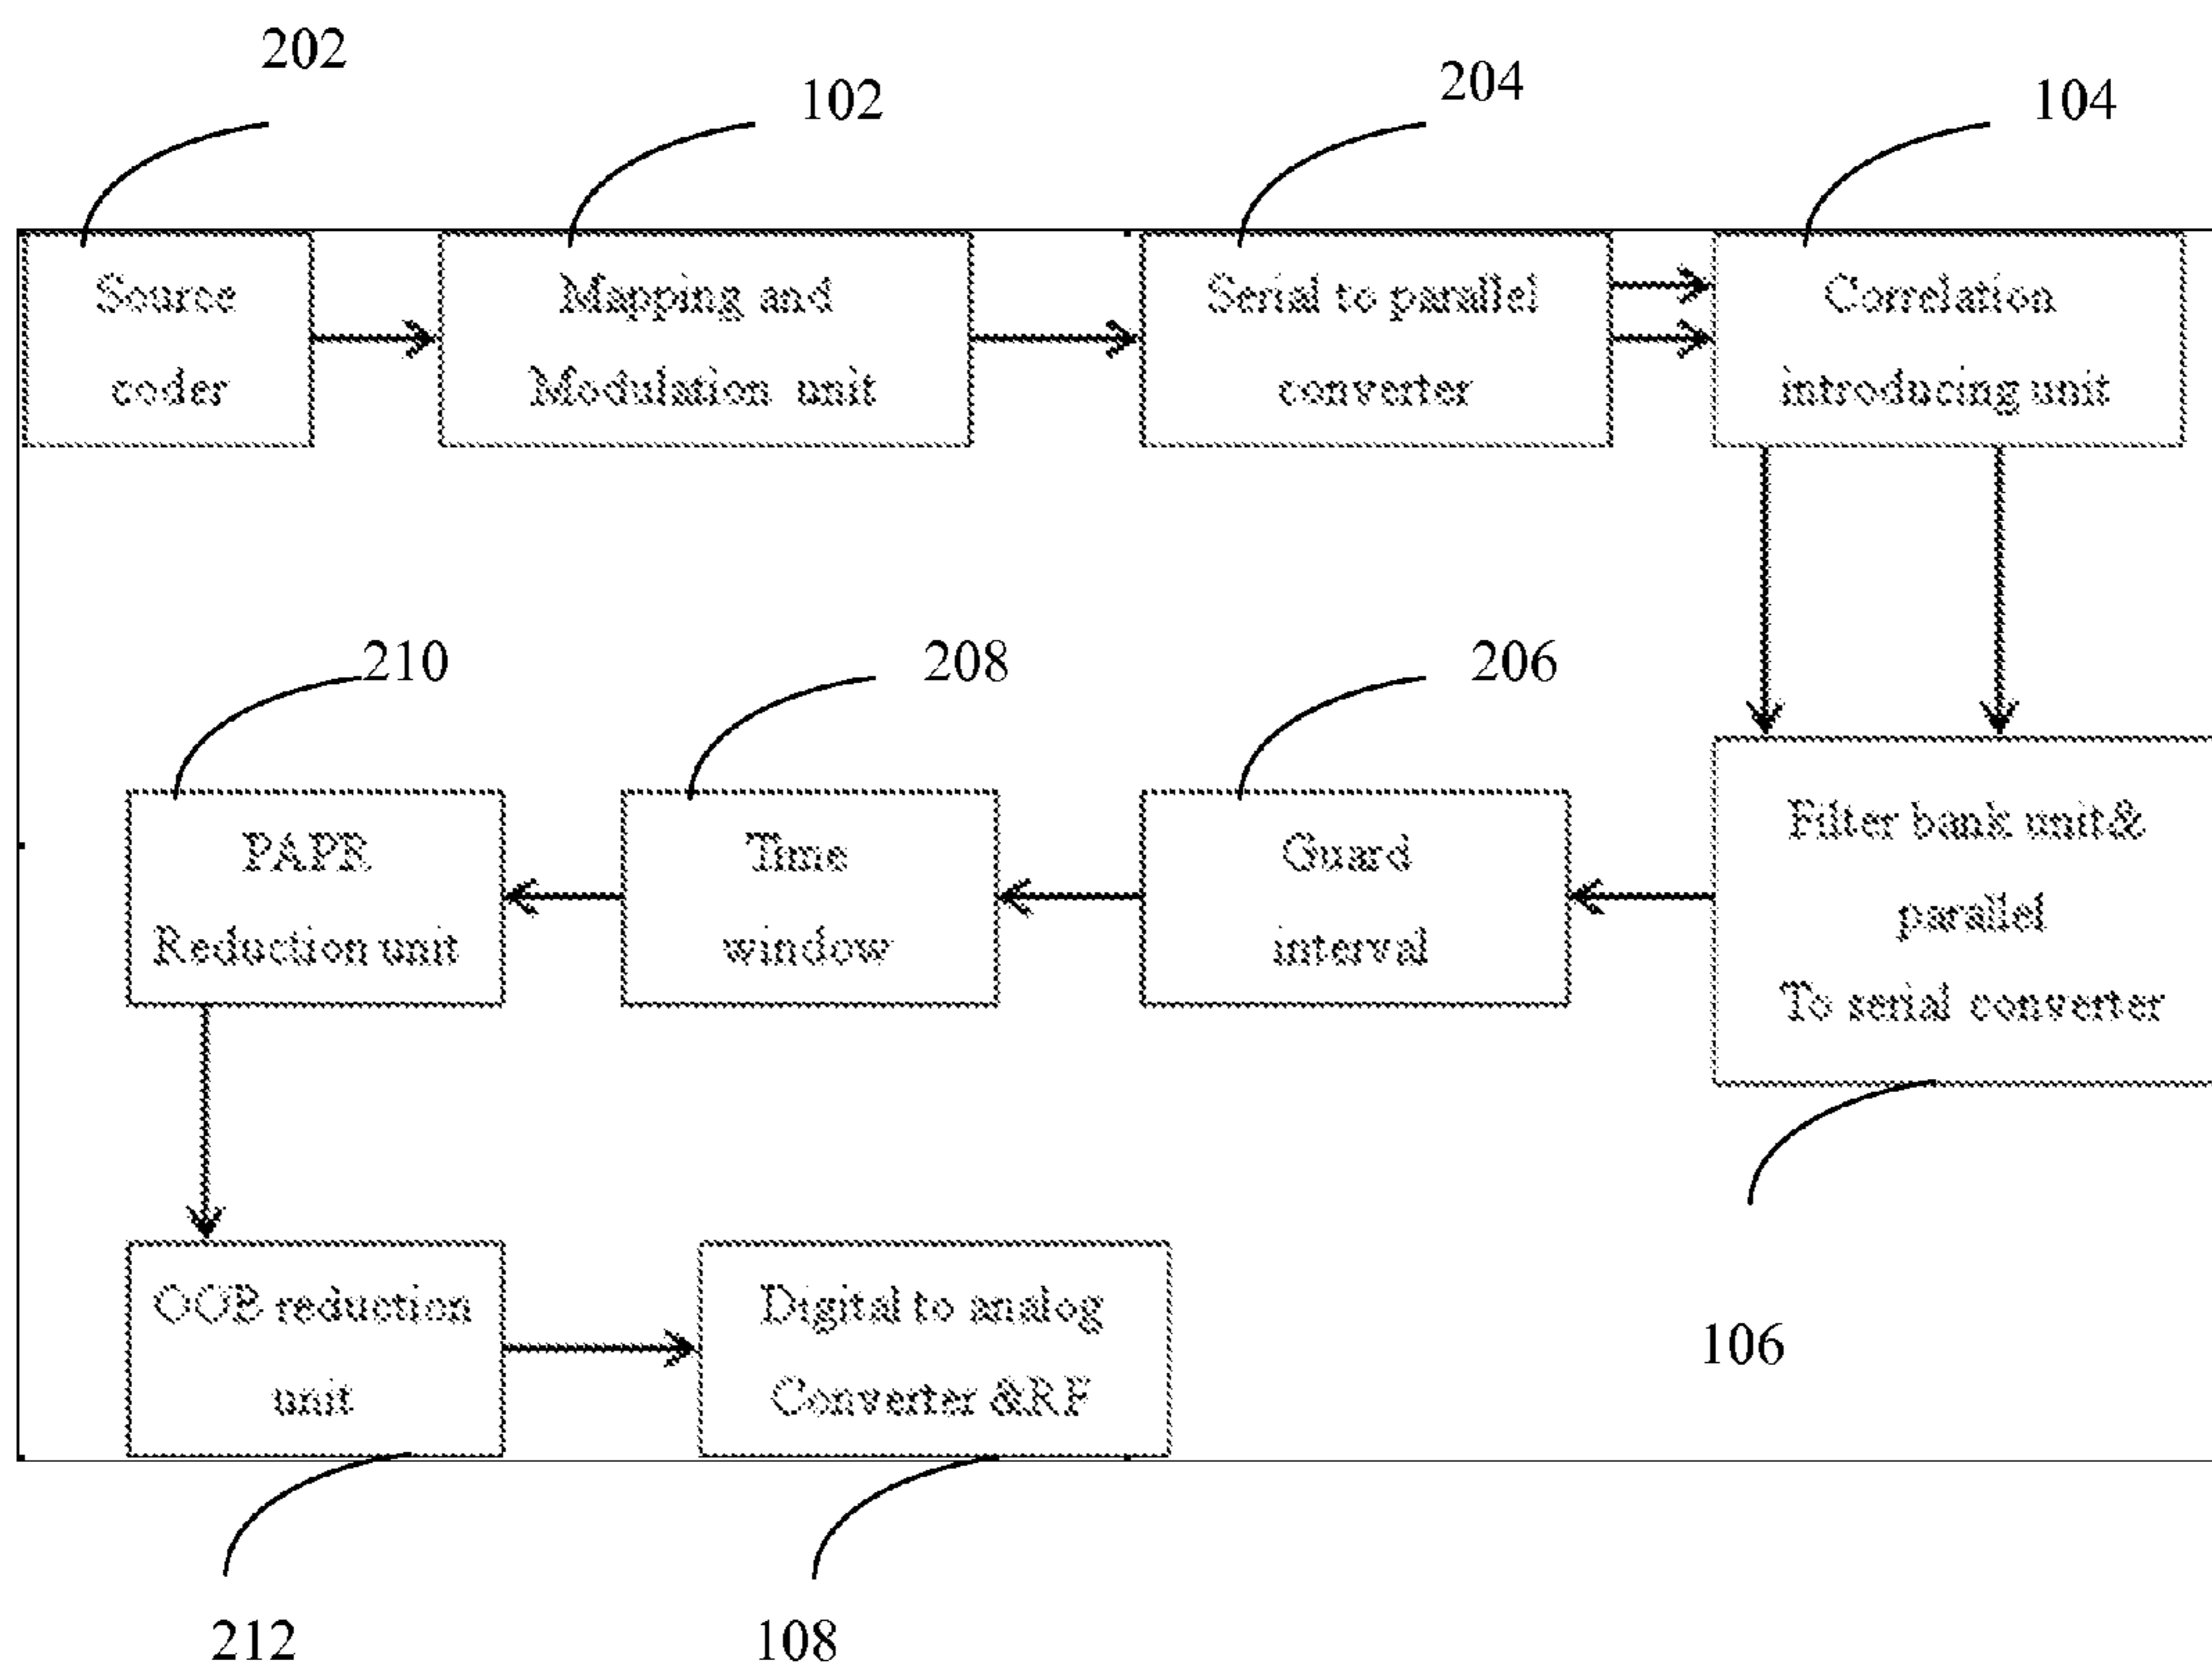 202
102
204
104
Source
coder
Mapping and
Modulation unit
Serial to parallel
converter
Correlation
introducing unit
210
208
206
PAPR
Reduction unit
Time
window
Guard
interval
Filter bank unit&
parallel
To serial converter
OOB reduction
unit
Digital to analog
Converter &RF
106
212
108